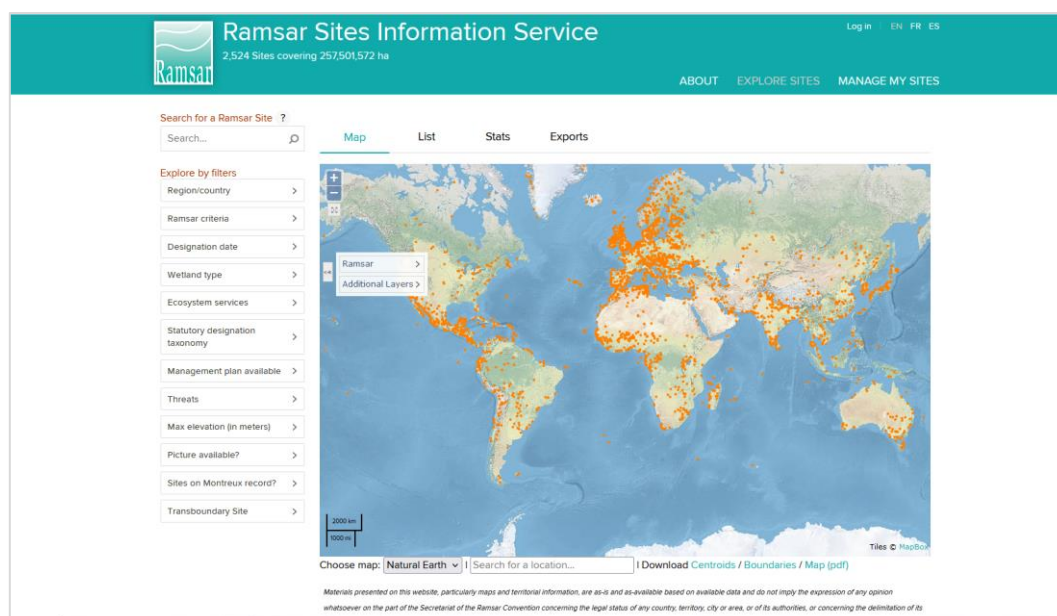 Ramsar
Ramsar Sites Information Service
2,524 Sites covering 257,501,572 ha
Log in EN FR ES
ABOUT EXPLORE SITES MANAGE MY SITES
Search for a Ramsar Site ?
Search...
Explore by filters
Region/country
Ramsar criteria
Designation date
Wetland type
Ecosystem services
Statutory designation
taxonomy
Management plan available
Threats
Max elevation (in meters)
Picture available?
Sites on Montreux record?
Transboundary Site
Map List Stats Exports
+
−
Ramsar
Additional Layers
2000 km
1000 mi
Tiles © MapBox
Choose map: Natural Earth | Search for a location... | Download Centroids / Boundaries / Map (pdf)
Materials presented on this website, particularly maps and territorial information, are as-is and as-available based on available data and do not imply the expression of any opinion
whatsoever on the part of the Secretariat of the Ramsar Convention concerning the legal status of any country, territory, city or area, or of its authorities, or concerning the delimitation of its